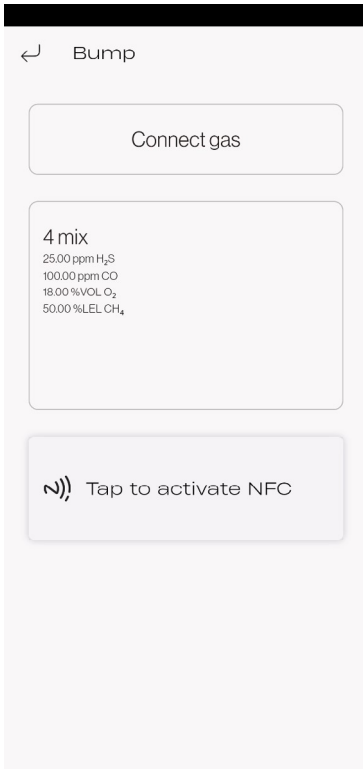 Bump
Connect gas
4 mix
25.00 ppm H₂S
100.00 ppm CO
18.00 %VOL O₂
50.00 %LEL CH₄
Tap to activate NFC